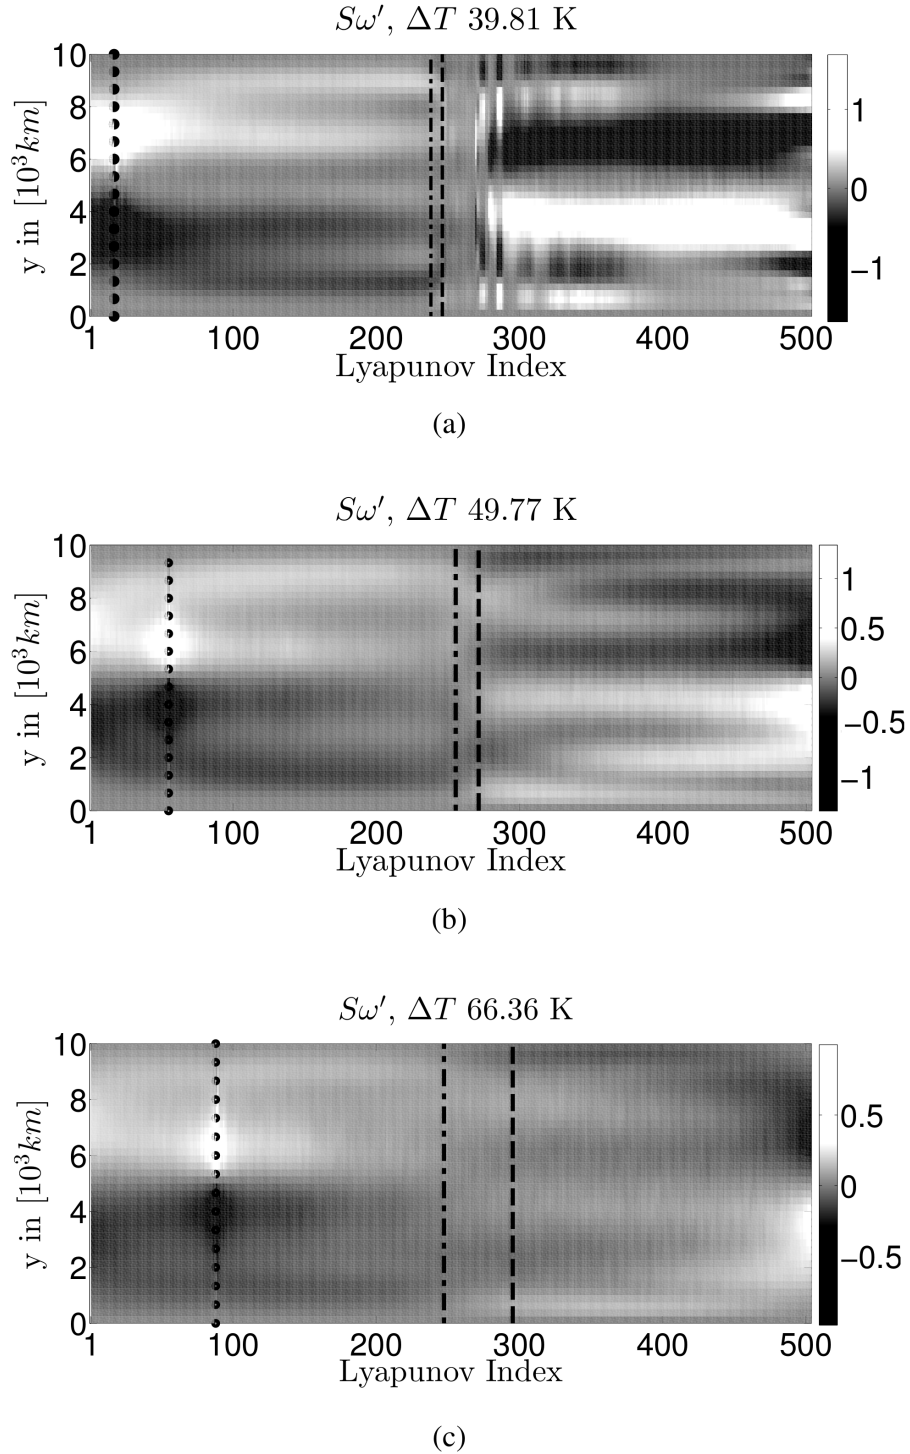 Sω′, ΔT 39.81 K
10
8
6
4
2
0
y in [10³km]
1 100 200 300 400 500
Lyapunov Index
1
0
−1
(a)
Sω′, ΔT 49.77 K
10
8
6
4
2
0
y in [10³km]
1 100 200 300 400 500
Lyapunov Index
1
0.5
0
−0.5
−1
(b)
Sω′, ΔT 66.36 K
10
8
6
4
2
0
y in [10³km]
1 100 200 300 400 500
Lyapunov Index
0.5
0
−0.5
(c)